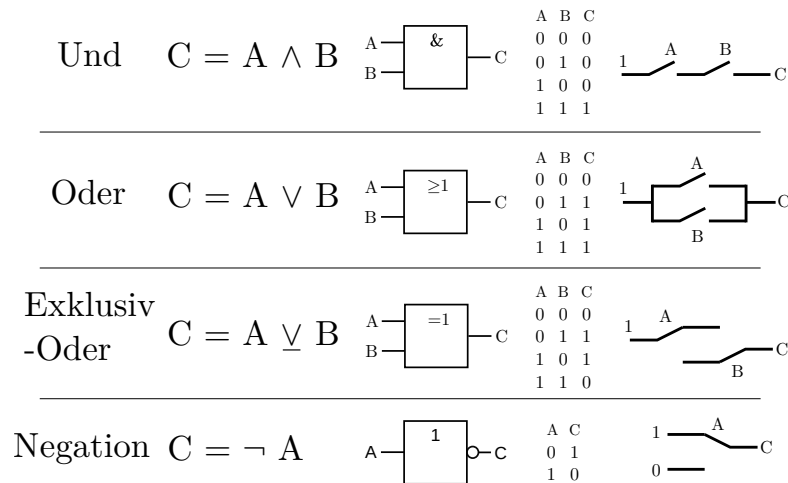 Und C = A ∧ B A B & C
A B C
0 0 0
0 1 0
1 0 0
1 1 1
1 A B C
Oder C = A ∨ B A B ≥1 C
A B C
0 0 0
0 1 1
1 0 1
1 1 1
1 A B C
Exklusiv
-Oder C = A ⊻ B A B =1 C
A B C
0 0 0
0 1 1
1 0 1
1 1 0
1 A B C
Negation C = ¬ A A 1 C
A C
0 1
1 0
1 A C
0